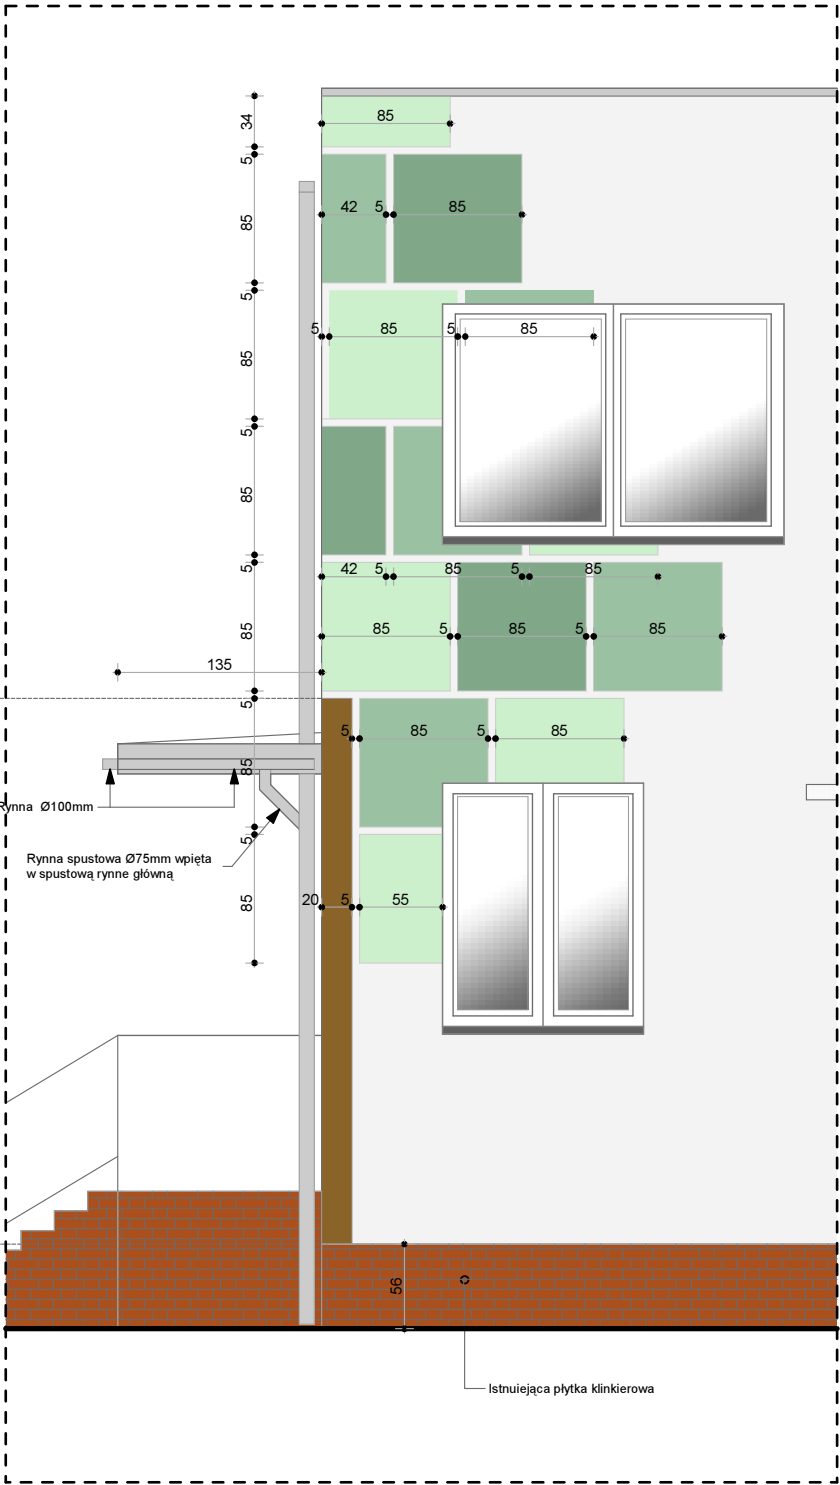 34
85
5
85
42 5 85
5
5 85 5 85
85
5
85
5
42 5 85 5 85
85
85 5 85 5 85
135
5
5 85 5 85
85
Rynna Ø100mm
5
Rynna spustowa Ø75mm wpięta
w spustową rynne główną
85
20 5 55
56
Istnuiejąca płytka klinkierowa